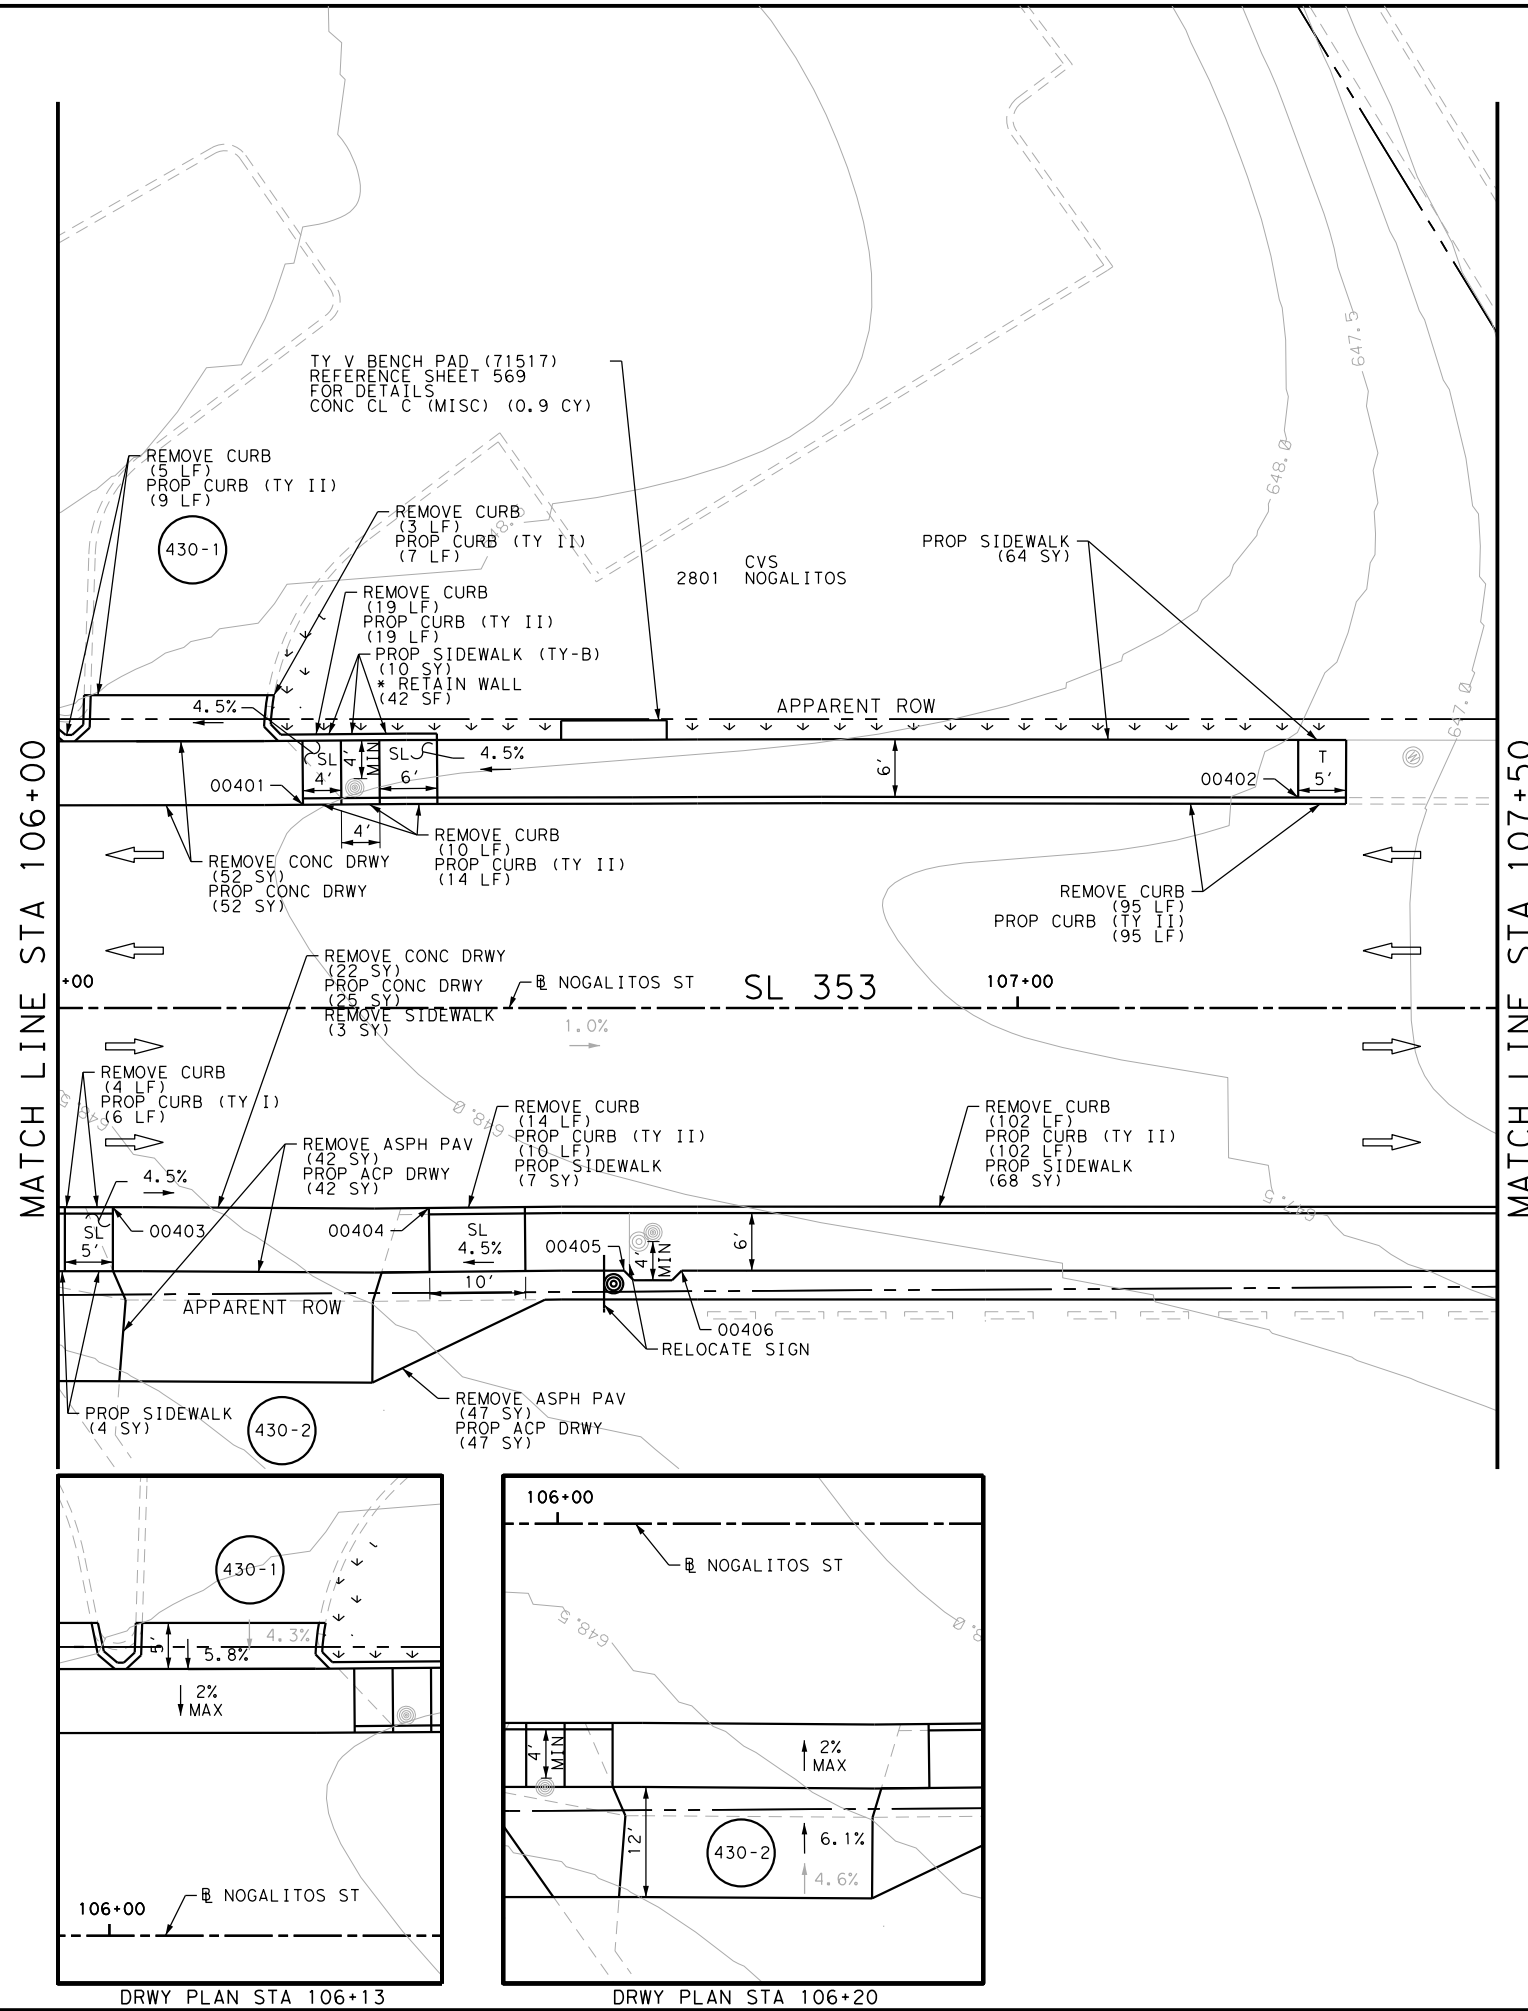 647.5
TY V BENCH PAD (71517)
REFERENCE SHEET 569
FOR DETAILS
CONC CL C (MISC) (0.9 CY)
REMOVE CURB
(5 LF)
PROP CURB (TY II)
(9 LF)
648.0
REMOVE CURB
(3 LF)
PROP CURB (TY II)
(7 LF)
430-1
PROP SIDEWALK
(64 SY)
CVS
2801 NOGALITOS
REMOVE CURB
(19 LF)
PROP CURB (TY II)
(19 LF)
PROP SIDEWALK (TY-B)
(10 SY)
* RETAIN WALL
(42 SF)
647.0
4.5%
APPARENT ROW
SL
4'
4'
MIN
SL
6'
4.5%
6'
T
5'
00401
00402
4'
REMOVE CURB
(10 LF)
PROP CURB (TY II)
(14 LF)
REMOVE CONC DRWY
(52 SY)
PROP CONC DRWY
(52 SY)
REMOVE CURB
(95 LF)
PROP CURB (TY II)
(95 LF)
MATCH LINE STA 106+00
MATCH LINE STA 107+50
REMOVE CONC DRWY
(22 SY)
PROP CONC DRWY
(25 SY)
REMOVE SIDEWALK
(3 SY)
+00
BL NOGALITOS ST
SL 353
107+00
1.0%
REMOVE CURB
(4 LF)
PROP CURB (TY I)
(6 LF)
648.5
648.0
REMOVE CURB
(14 LF)
PROP CURB (TY II)
(10 LF)
PROP SIDEWALK
(7 SY)
REMOVE CURB
(102 LF)
PROP CURB (TY II)
(102 LF)
PROP SIDEWALK
(68 SY)
REMOVE ASPH PAV
(42 SY)
PROP ACP DRWY
(42 SY)
4.5%
647.5
SL
5'
00403
00404
SL
4.5%
00405
4'
MIN
6'
10'
APPARENT ROW
00406
RELOCATE SIGN
REMOVE ASPH PAV
(47 SY)
PROP ACP DRWY
(47 SY)
PROP SIDEWALK
(4 SY)
430-2
430-1
4.3%
5'
5.8%
2%
MAX
BL NOGALITOS ST
106+00
DRWY PLAN STA 106+13
106+00
BL NOGALITOS ST
648.5
4'
MIN
2%
MAX
12'
430-2
6.1%
4.6%
DRWY PLAN STA 106+20